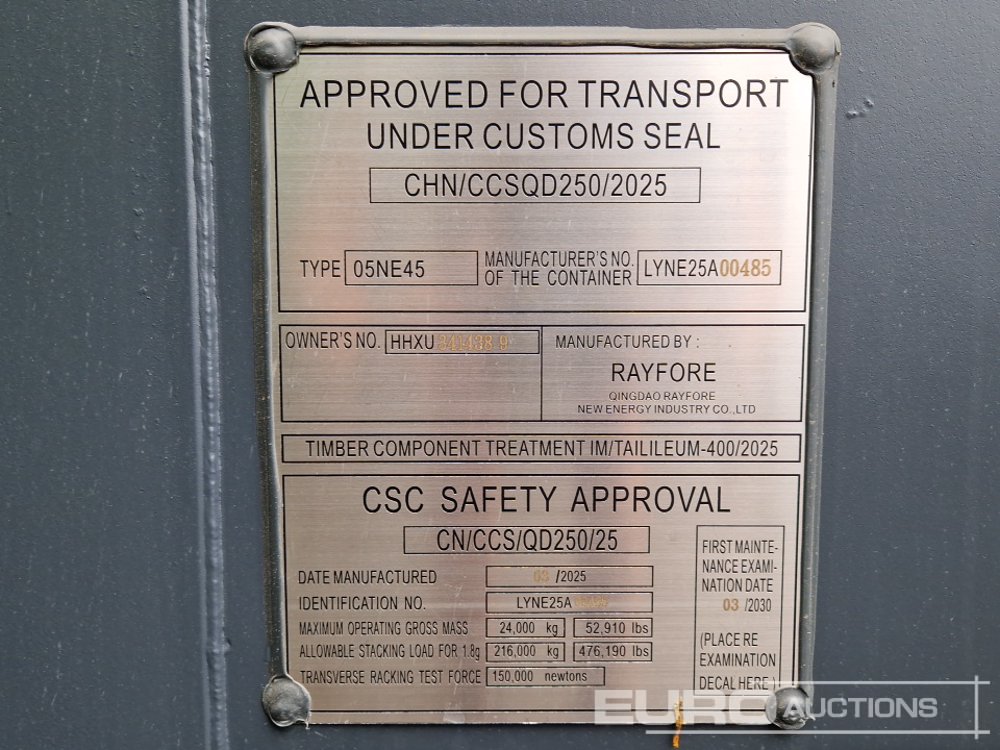 APPROVED FOR TRANSPORT
UNDER CUSTOMS SEAL
CHN/CCSQD250/2025
TYPE 05NE45
MANUFACTURER'S NO.
OF THE CONTAINER
LYNE25A00485
OWNER'S NO. HHXU
MANUFACTURED BY :
RAYFORE
QINGDAO RAYFORE
NEW ENERGY INDUSTRY CO.,LTD
TIMBER COMPONENT TREATMENT IM/TAILILEUM-400/2025
CSC SAFETY APPROVAL
CN/CCS/QD250/25
DATE MANUFACTURED 03 /2025
IDENTIFICATION NO. LYNE25A
MAXIMUM OPERATING GROSS MASS 24,000 kg 52,910 lbs
ALLOWABLE STACKING LOAD FOR 1.8g 216,000 kg 476,190 lbs
TRANSVERSE RACKING TEST FORCE 150,000 newtons
FIRST MAINTE-
NANCE EXAMI-
NATION DATE
03 /2030
(PLACE RE
EXAMINATION
DECAL HERE )
EURO AUCTIONS